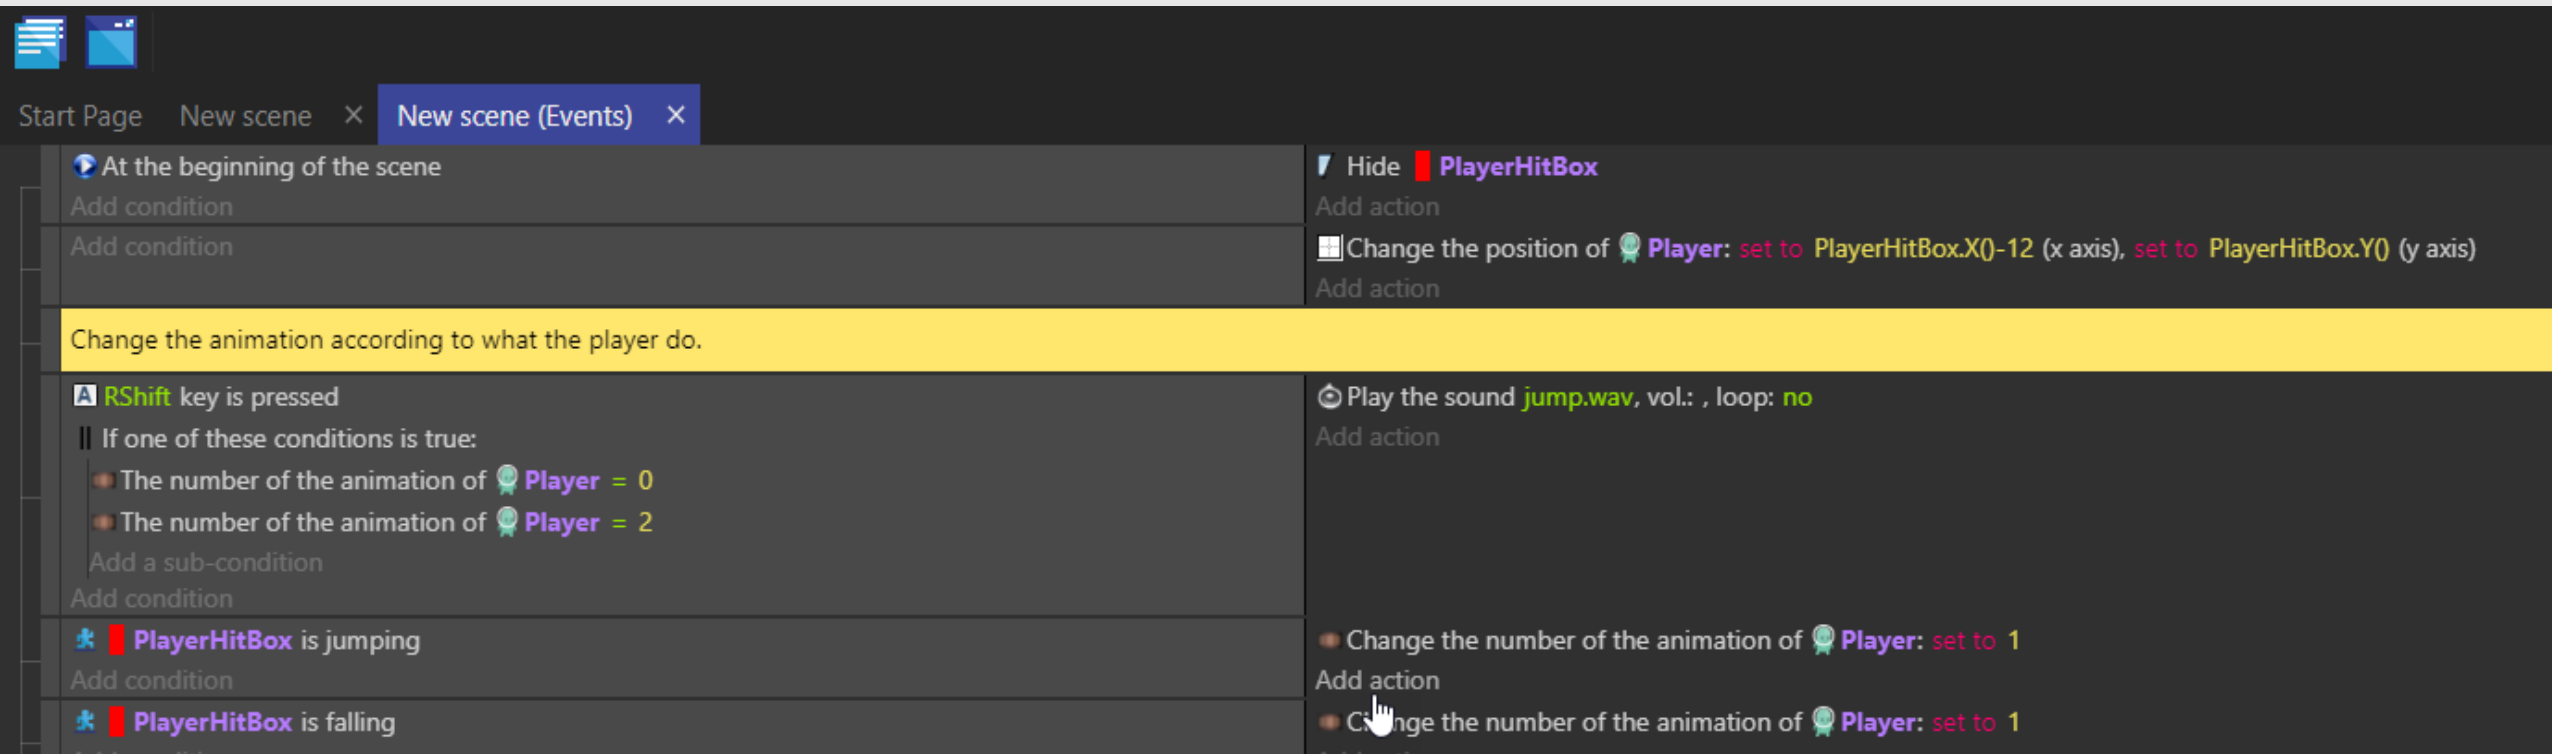 Start Page New scene × New scene (Events) ×
At the beginning of the scene
Add condition
Hide PlayerHitBox
Add action
Add condition
Change the position of Player: set to PlayerHitBox.X()-12 (x axis), set to PlayerHitBox.Y() (y axis)
Add action
Change the animation according to what the player do.
A RShift key is pressed
If one of these conditions is true:
The number of the animation of Player = 0
The number of the animation of Player = 2
Add a sub-condition
Add condition
Play the sound jump.wav, vol.: , loop: no
Add action
PlayerHitBox is jumping
Add condition
Change the number of the animation of Player: set to 1
Add action
PlayerHitBox is falling
the number of the animation of Player: set to 1